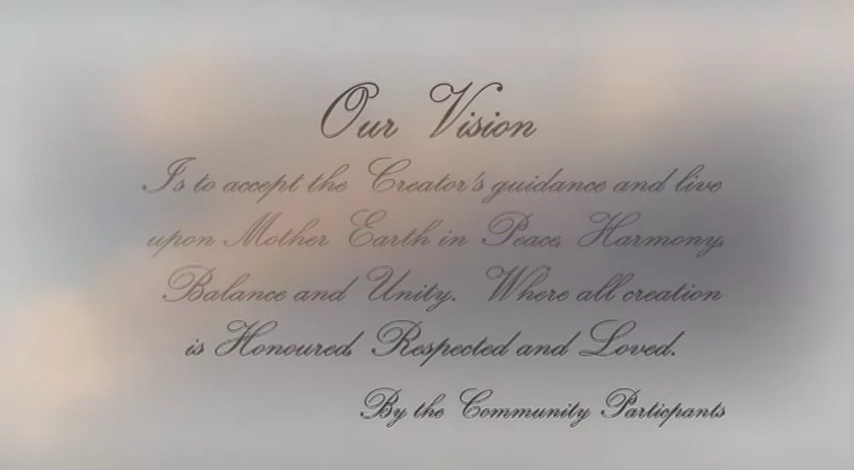 Our Vision
Is to accept the Creator's guidance and live
upon Mother Earth in Peace, Harmony,
Balance and Unity. Where all creation
is Honoured, Respected and Loved.
By the Community Participants